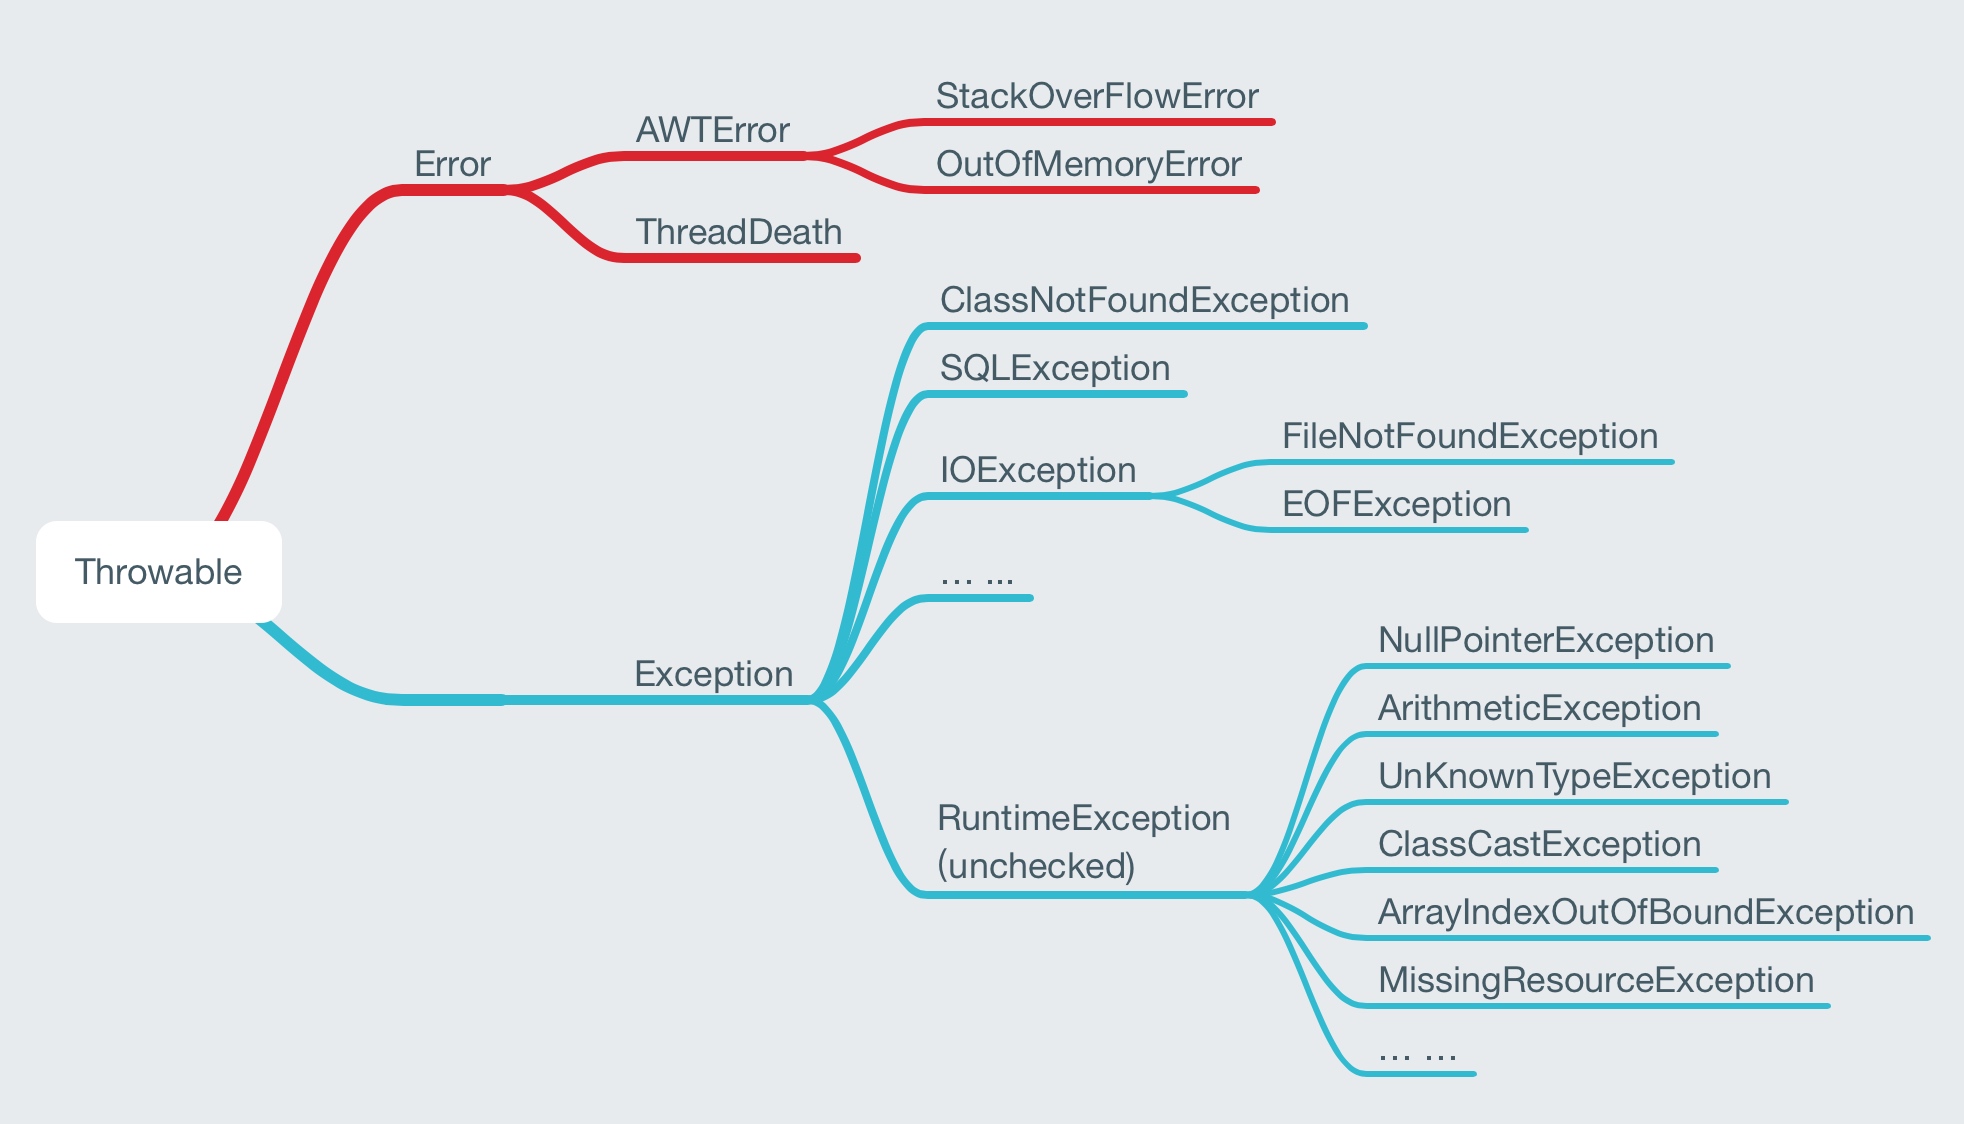 Throwable
Error
AWTError
StackOverFlowError
OutOfMemoryError
ThreadDeath
Exception
ClassNotFoundException
SQLException
IOException
FileNotFoundException
EOFException
... ...
RuntimeException
(unchecked)
NullPointerException
ArithmeticException
UnKnownTypeException
ClassCastException
ArrayIndexOutOfBoundException
MissingResourceException
... ...